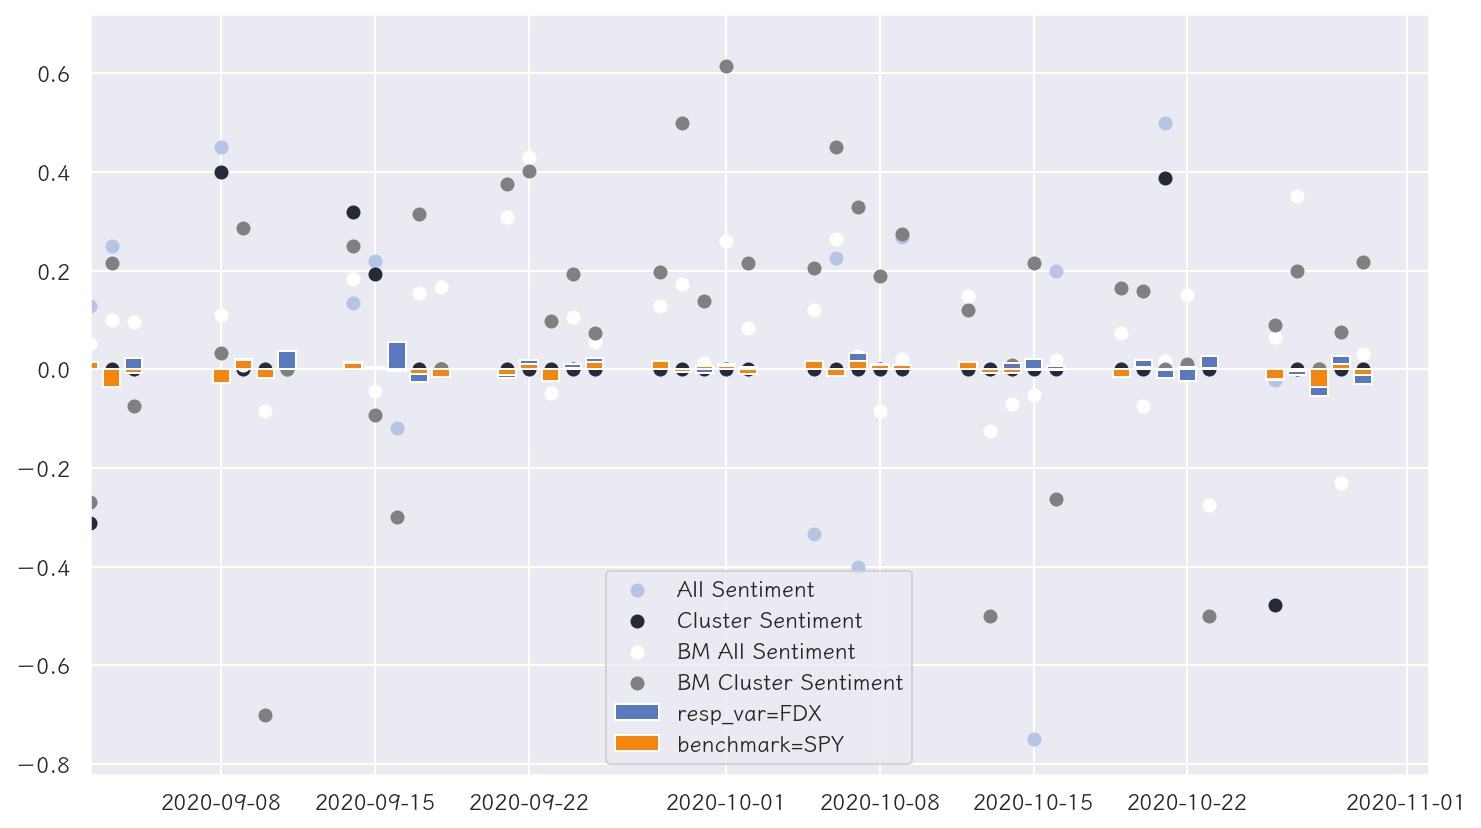 0.6
0.4
0.2
0.0
−0.2
−0.4
−0.6
−0.8
All Sentiment
Cluster Sentiment
BM All Sentiment
BM Cluster Sentiment
resp_var=FDX
benchmark=SPY
2020-09-08 2020-09-15 2020-09-22 2020-10-01 2020-10-08 2020-10-15 2020-10-22 2020-11-01